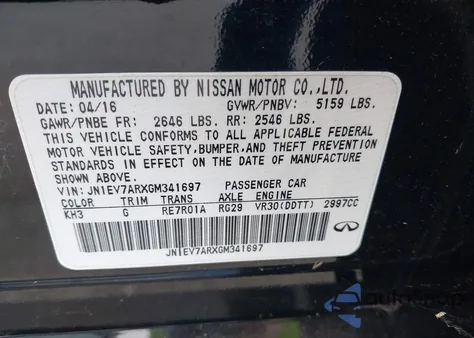 MANUFACTURED BY NISSAN MOTOR CO.,LTD.
DATE: 04/16 GVWR/PNBV: 5159 LBS.
GAWR/PNBE FR: 2646 LBS. RR: 2546 LBS.
THIS VEHICLE CONFORMS TO ALL APPLICABLE FEDERAL
MOTOR VEHICLE SAFETY,BUMPER,AND THEFT PREVENTION
STANDARDS IN EFFECT ON THE DATE OF MANUFACTURE
SHOWN ABOVE.
VIN: JN1EV7ARXGM341697 PASSENGER CAR
COLOR TRIM TRANS AXLE ENGINE
KH3 G RE7R01A RG29 VR30(DDTT) 2997CC
JN1EV7ARXGM341697